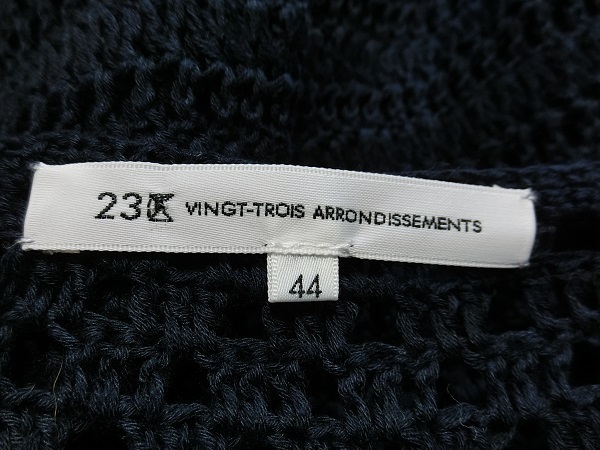 23区 VINGT-TROIS ARRONDISSEMENTS
44